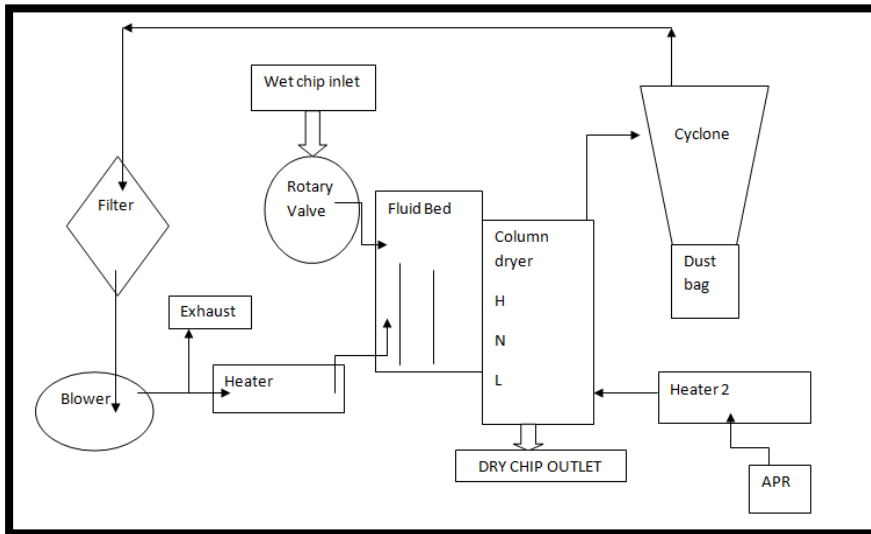 Wet chip inlet
Cyclone
Rotary
Valve
Filter
Fluid Bed
Column
dryer
H
N
L
Dust
bag
Exhaust
Heater
Blower
Heater 2
DRY CHIP OUTLET
APR